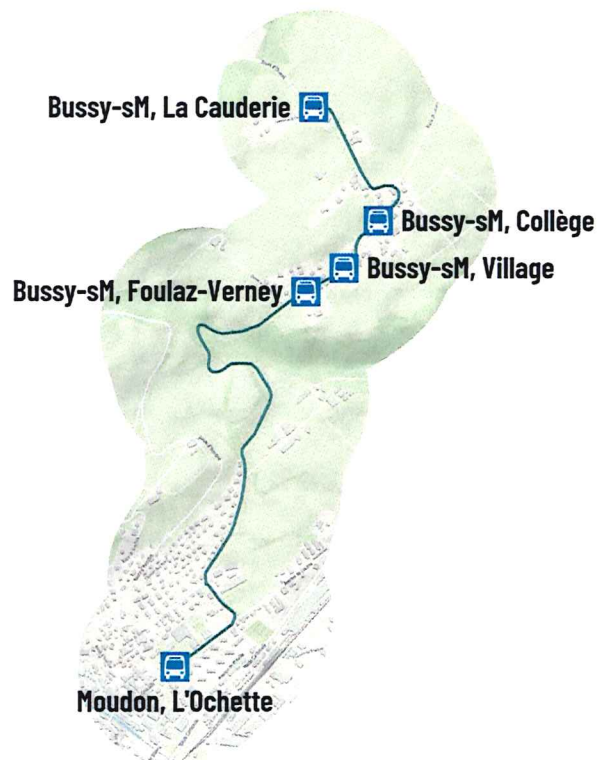 Bussy-sM, La Cauderie
Bussy-sM, Collège
Bussy-sM, Village
Bussy-sM, Foulaz-Verney
Moudon, L'Ochette